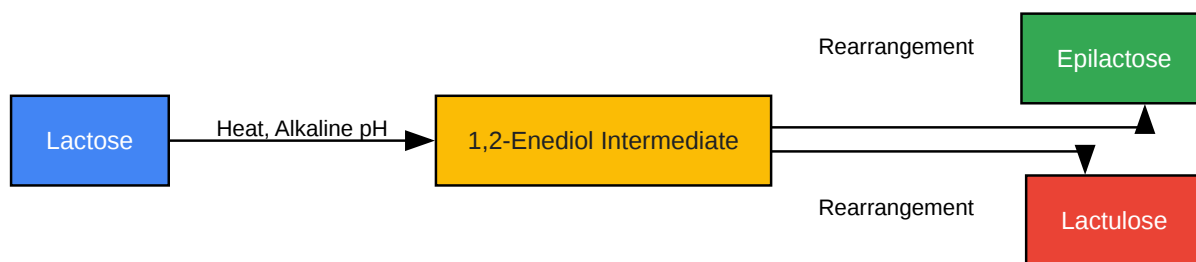 Rearrangement
Epilactose
Lactose
Heat, Alkaline pH
1,2-Enediol Intermediate
Rearrangement
Lactulose